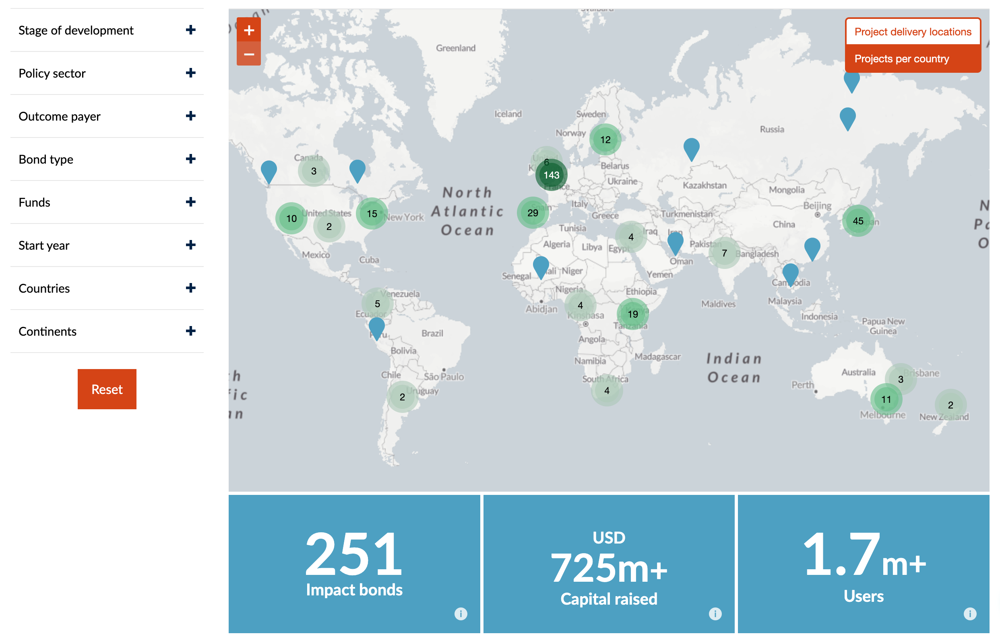 Stage of development
Policy sector
Outcome payer
Bond type
Funds
Start year
Countries
Continents
Reset
+
−
Project delivery locations
Projects per country
Greenland
Iceland
Sweden
Norway
Russia
12
6
143
Belarus
Ukraine
France
Kazakhstan
Mongolia
Canada
3
North
Atlantic
Ocean
Italy
Spain
29
Greece
Turkmenistan
Beijing
10
United States
2
15
New York
Tunisia
4
Iraq
Iran
China
45
Algeria
Libya
Egypt
Pakistan
7
Bangladesh
Mexico
Cuba
Oman
Senegal
Niger
Yemen
Cambodia
Nigeria
Ethiopia
5
Venezuela
Ecuador
Abidjan
4
Kinshasa
19
Kenya
Tanzania
Maldives
Malaysia
Indonesia
Papua New
Guinea
Peru
Brazil
Angola
Bolivia
Madagascar
Namibia
Indian
Ocean
Chile
São Paulo
South Africa
4
Australia
3
Brisbane
Perth
2
Uruguay
11
Melbourne
2
New Zealand
251
Impact bonds
USD
725m+
Capital raised
1.7m+
Users